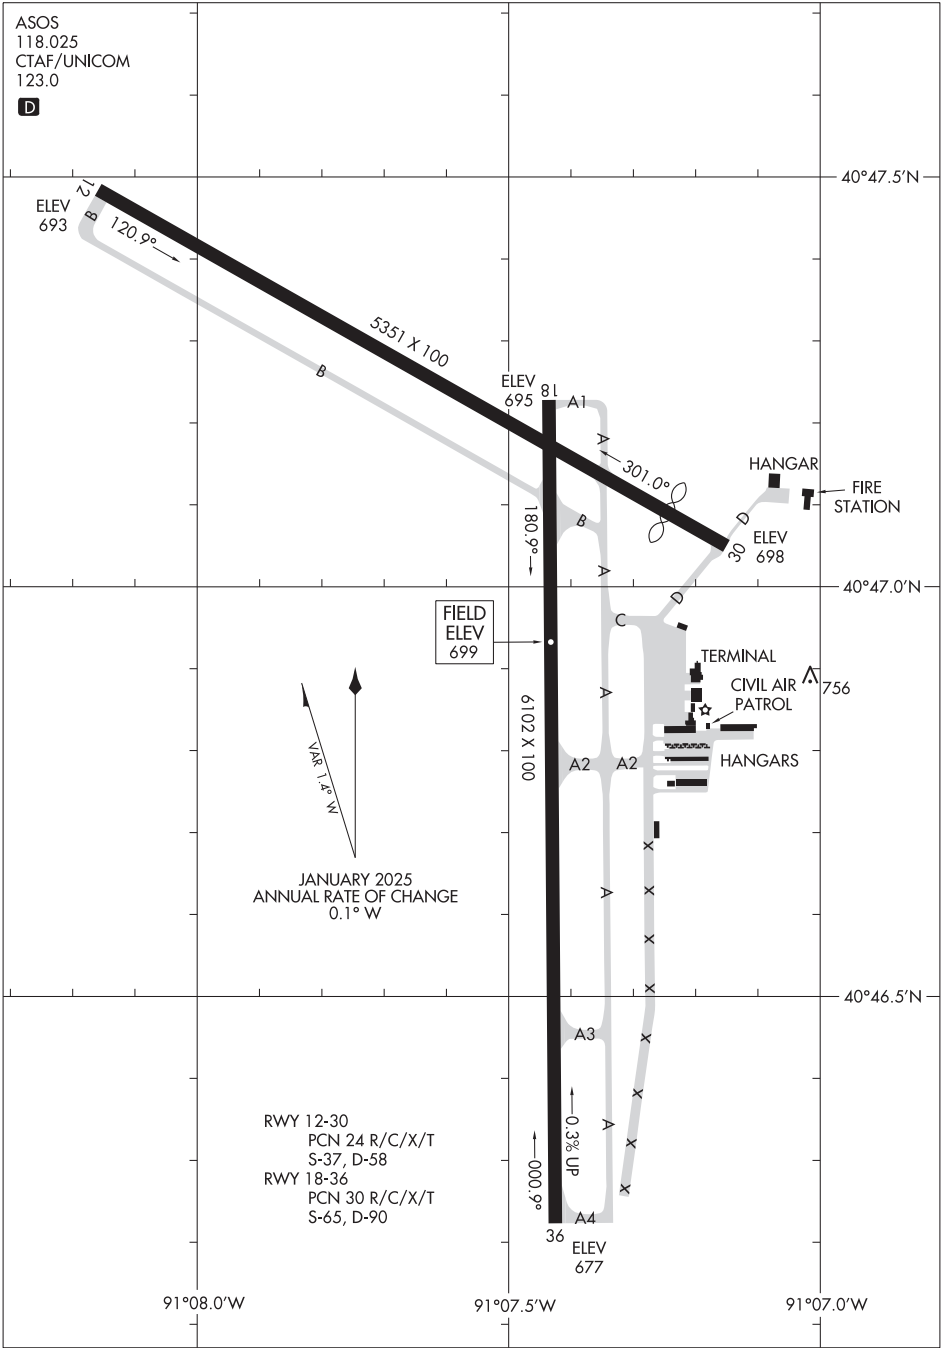 ASOS
118.025
CTAF/UNICOM
123.0
D
40°47.5'N
12
ELEV
693
B
120.9°
5351 X 100
B
ELEV
695
18
A1
A
301.0°
HANGAR
FIRE
STATION
D
B
180.9°
30
ELEV
698
A
40°47.0'N
D
C
FIELD
ELEV
699
TERMINAL
756
CIVIL AIR
PATROL
A
6102 X 100
VAR 1.4° W
A2
A2
HANGARS
X
JANUARY 2025
ANNUAL RATE OF CHANGE
0.1° W
A
X
X
X
40°46.5'N
A3
X
X
RWY 12-30
PCN 24 R/C/X/T
S-37, D-58
RWY 18-36
PCN 30 R/C/X/T
S-65, D-90
0.3% UP
A
X
000.9°
X
A4
36
ELEV
677
91°08.0'W
91°07.5'W
91°07.0'W